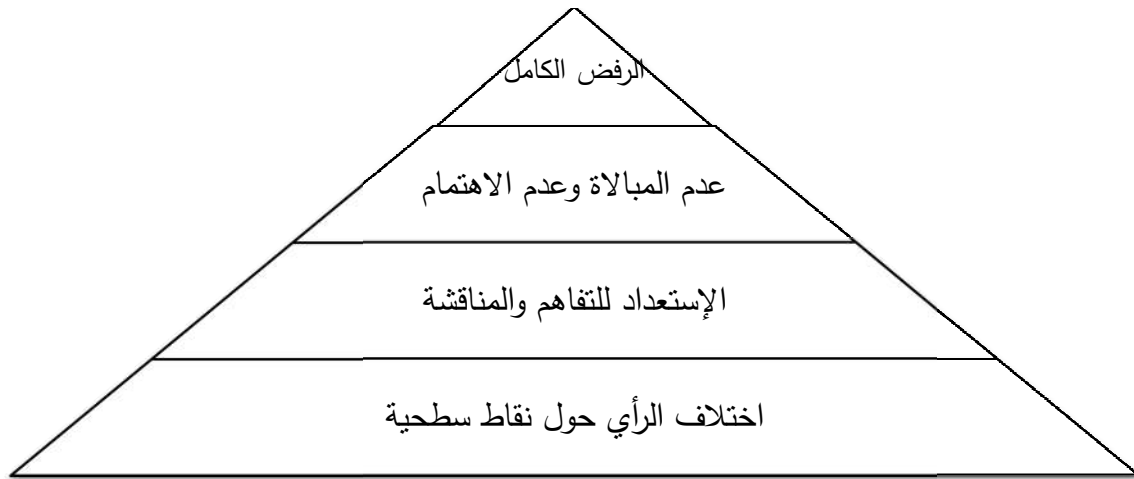 الرفض الكامل
عدم المبالاة وعدم الاهتمام
الإستعداد للتفاهم والمناقشة
اختلاف الرأي حول نقاط سطحية